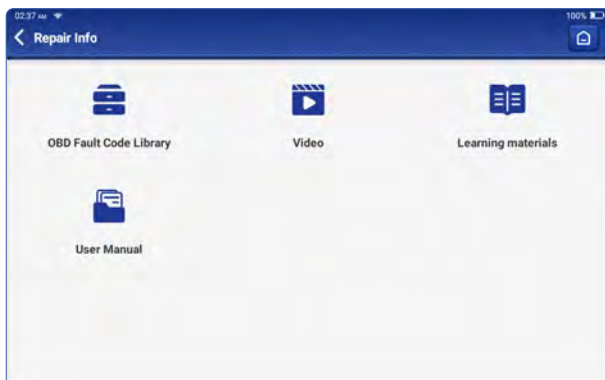 02:37 AM
100%
Repair Info
OBD Fault Code Library
Video
Learning materials
User Manual